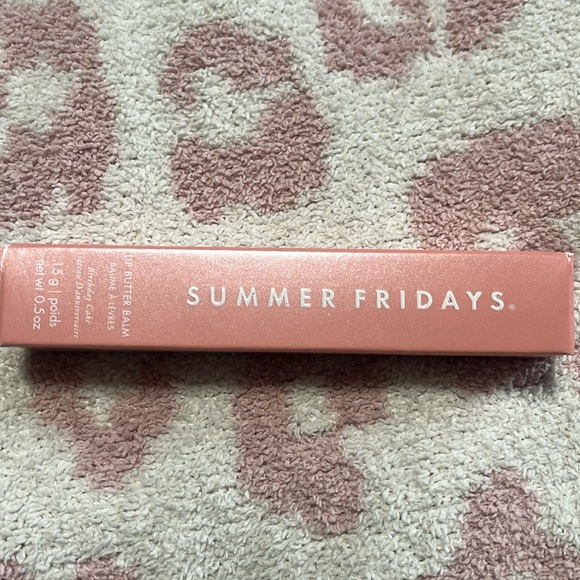 SUMMER FRIDAYS®
LIP BUTTER BALM
BAUME À LÈVRES
Birthday Cake
Gâteau D'anniversaire
15 g | poids
net wt 0.5 oz